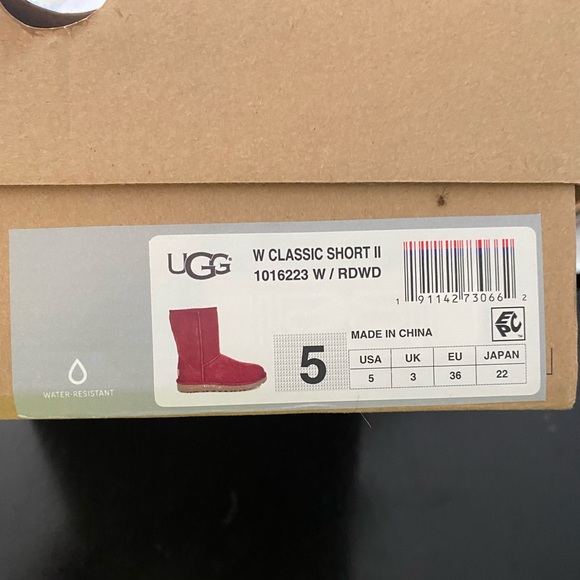 UGG
W CLASSIC SHORT II
1016223 W / RDWD
1 91142 73066 2
MADE IN CHINA
EPC
5
USA UK EU JAPAN
5 3 36 22
WATER-RESISTANT